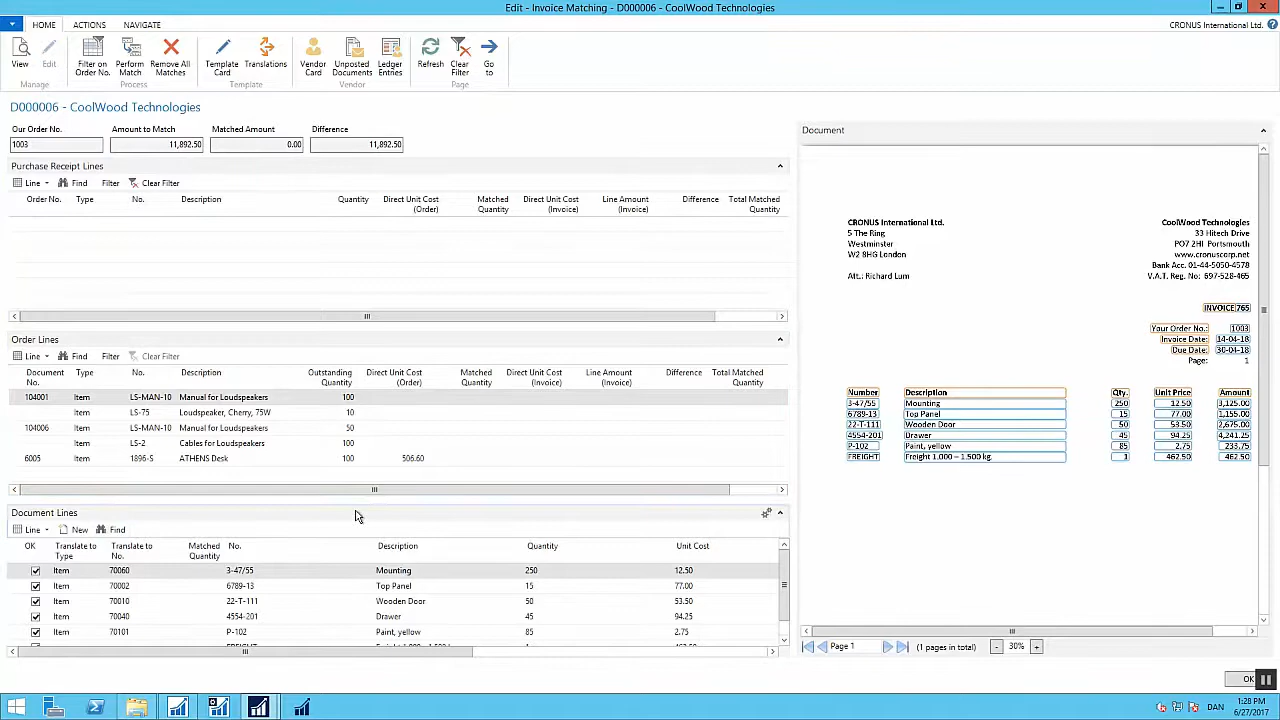 Edit - Invoice Matching - D000006 - CoolWood Technologies
HOME ACTIONS NAVIGATE CRONUS International Ltd.
View Edit Filter on Order No. Perform Match Remove All Matches Template Card Translations Vendor Card Unposted Documents Ledger Entries Refresh Clear Filter Go to
Manage Process Template Vendor Page
D000006 - CoolWood Technologies
Our Order No. Amount to Match Matched Amount Difference
1003 11,892.50 0.00 11,892.50
Purchase Receipt Lines
Line Find Filter Clear Filter
Order No. Type No. Description Quantity Direct Unit Cost (Order) Matched Quantity Direct Unit Cost (Invoice) Line Amount (Invoice) Difference Total Matched Quantity
Order Lines
Line Find Filter Clear Filter
Document No. Type No. Description Outstanding Quantity Direct Unit Cost (Order) Matched Quantity Direct Unit Cost (Invoice) Line Amount (Invoice) Difference Total Matched Quantity
104001 Item LS-MAN-10 Manual for Loudspeakers 100
Item LS-75 Loudspeaker, Cherry, 75W 10
104006 Item LS-MAN-10 Manual for Loudspeakers 50
Item LS-2 Cables for Loudspeakers 100
6005 Item 1896-S ATHENS Desk 100 506.60
Document Lines
Line New Find
OK Translate to Type Translate to No. Matched Quantity No. Description Quantity Unit Cost
Item 70060 3-47/55 Mounting 250 12.50
Item 70002 6789-13 Top Panel 15 77.00
Item 70010 22-T-111 Wooden Door 50 53.50
Item 70040 4554-201 Drawer 45 94.25
Item 70101 P-102 Paint, yellow 85 2.75
Document
CRONUS International Ltd. CoolWood Technologies
5 The Ring 33 Hitech Drive
Westminster PO7 2HI Portsmouth
W2 8HG London www.cronuscorp.net
Bank Acc. 01-44-5050-4578
Att.: Richard Lum V.A.T. Reg. No: 697-528-465
INVOICE 765
Your Order No.: 1003
Invoice Date: 14-04-18
Due Date: 30-04-18
Page: 1
Number Description Qty. Unit Price Amount
3-47/55 Mounting 250 12.50 3,125.00
6789-13 Top Panel 15 77.00 1,155.00
22-T-111 Wooden Door 50 53.50 2,675.00
4554-201 Drawer 45 94.25 4,241.25
P-102 Paint, yellow 85 2.75 233.75
FREIGHT Freight 1.000 – 1.500 kg. 1 462.50 462.50
Page 1 (1 pages in total) - 30% +
OK
DAN 1:28 PM
6/27/2017